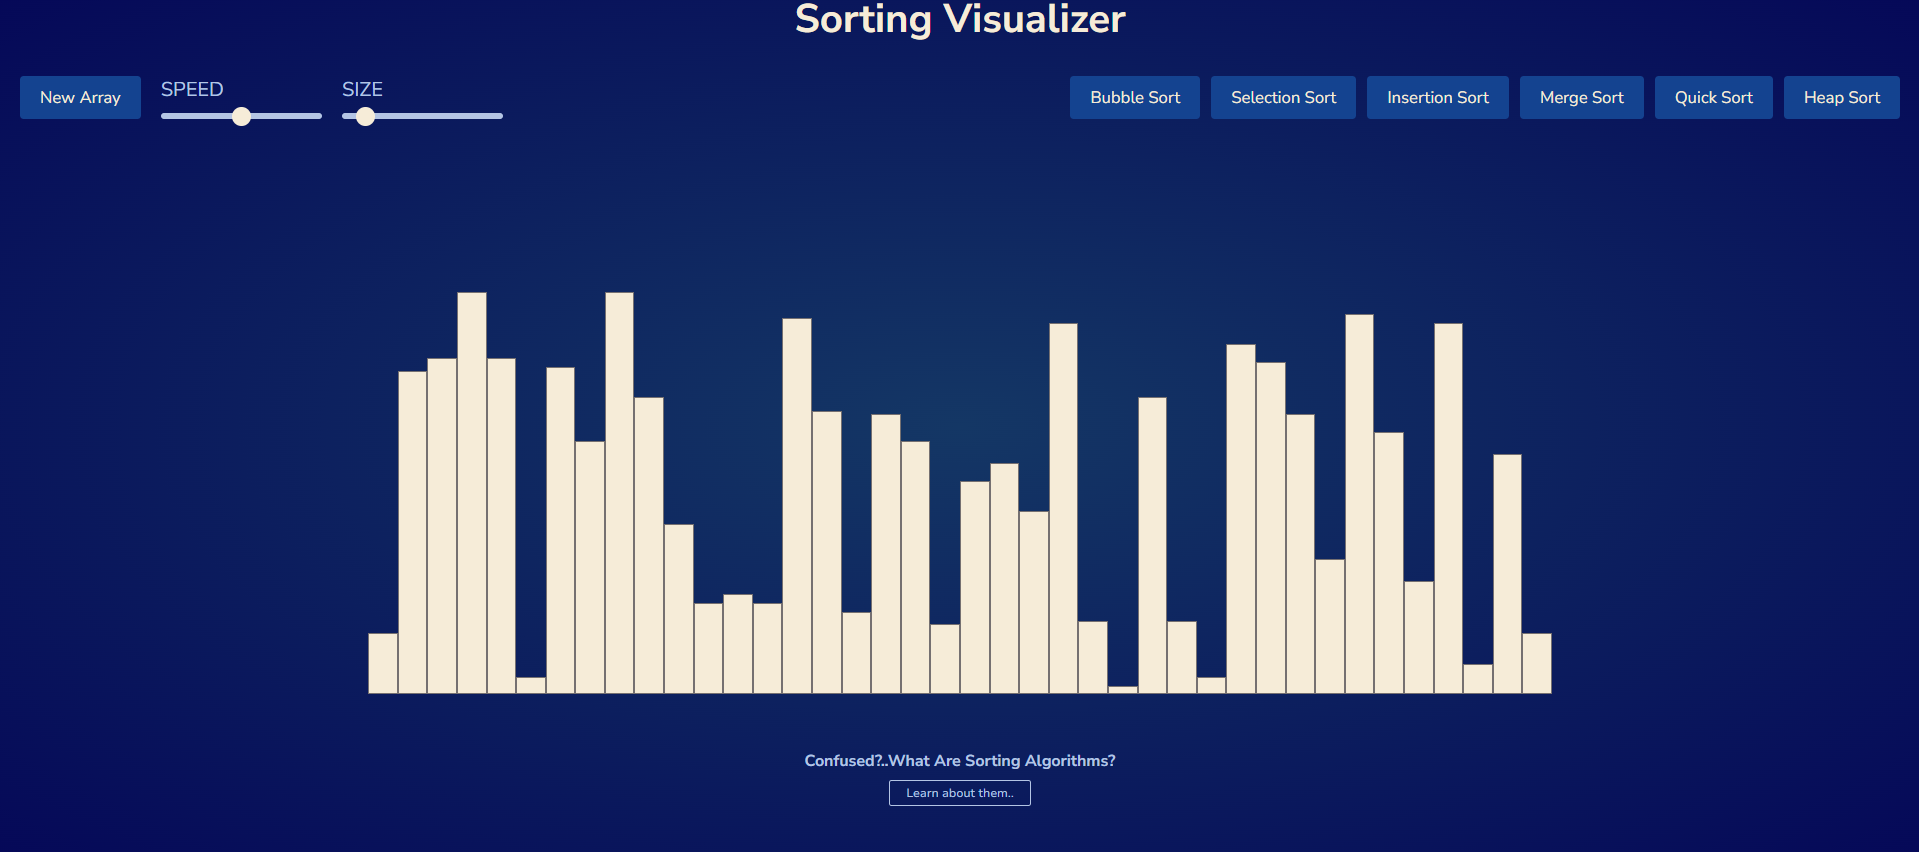 Sorting Visualizer
New Array
SPEED
SIZE
Bubble Sort
Selection Sort
Insertion Sort
Merge Sort
Quick Sort
Heap Sort
Confused?..What Are Sorting Algorithms?
Learn about them..